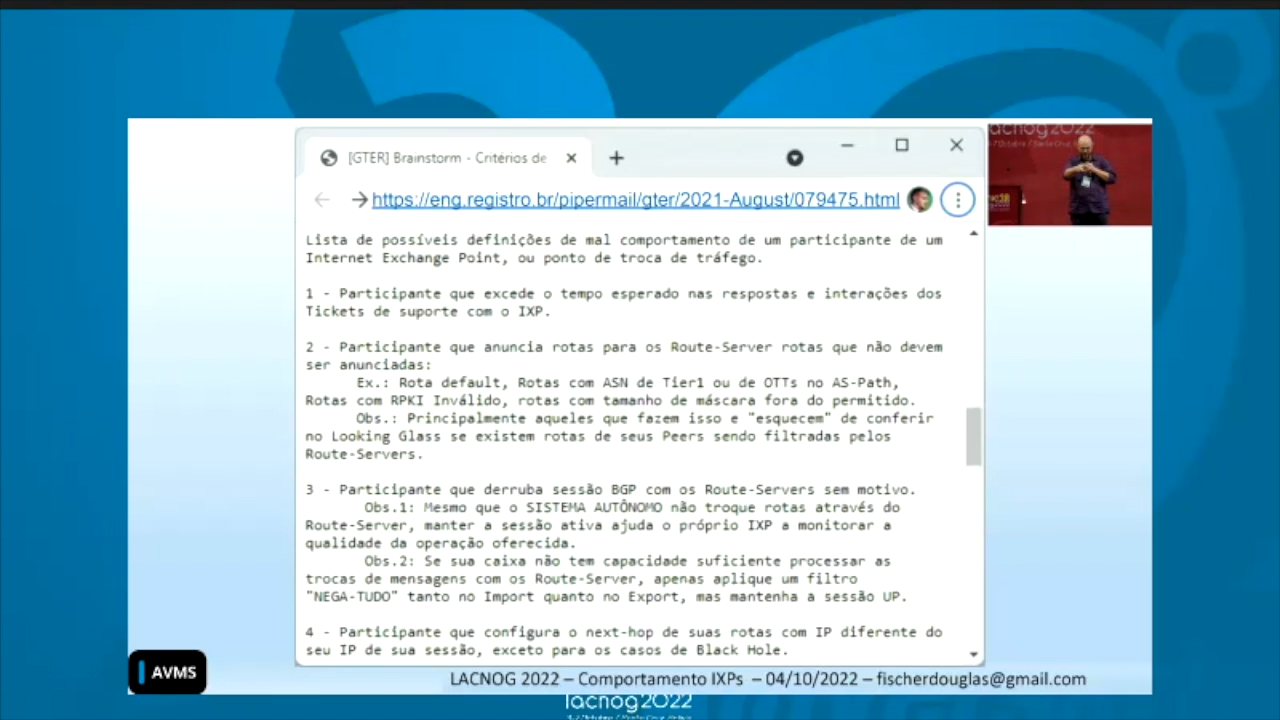 [GTER] Brainstorm - Critérios de
https://eng.registro.br/pipermail/gter/2021-August/079475.html
lacnog2022
Lista de possíveis definições de mal comportamento de um participante de um
Internet Exchange Point, ou ponto de troca de tráfego.
1 - Participante que excede o tempo esperado nas respostas e interações dos
Tickets de suporte com o IXP.
2 - Participante que anuncia rotas para os Route-Server rotas que não devem
ser anunciadas:
Ex.: Rota default, Rotas com ASN de Tier1 ou de OTTs no AS-Path,
Rotas com RPKI Inválido, rotas com tamanho de máscara fora do permitido.
Obs.: Principalmente aqueles que fazem isso e "esquecem" de conferir
no Looking Glass se existem rotas de seus Peers sendo filtradas pelos
Route-Servers.
3 - Participante que derruba sessão BGP com os Route-Servers sem motivo.
Obs.1: Mesmo que o SISTEMA AUTÔNOMO não troque rotas através do
Route-Server, manter a sessão ativa ajuda o próprio IXP a monitorar a
qualidade da operação oferecida.
Obs.2: Se sua caixa não tem capacidade suficiente processar as
trocas de mensagens com os Route-Server, apenas aplique um filtro
"NEGA-TUDO" tanto no Import quanto no Export, mas mantenha a sessão UP.
4 - Participante que configura o next-hop de suas rotas com IP diferente do
seu IP de sua sessão, exceto para os casos de Black Hole.
AVMS
LACNOG 2022 – Comportamento IXPs – 04/10/2022 – fischerdouglas@gmail.com
lacnog2022